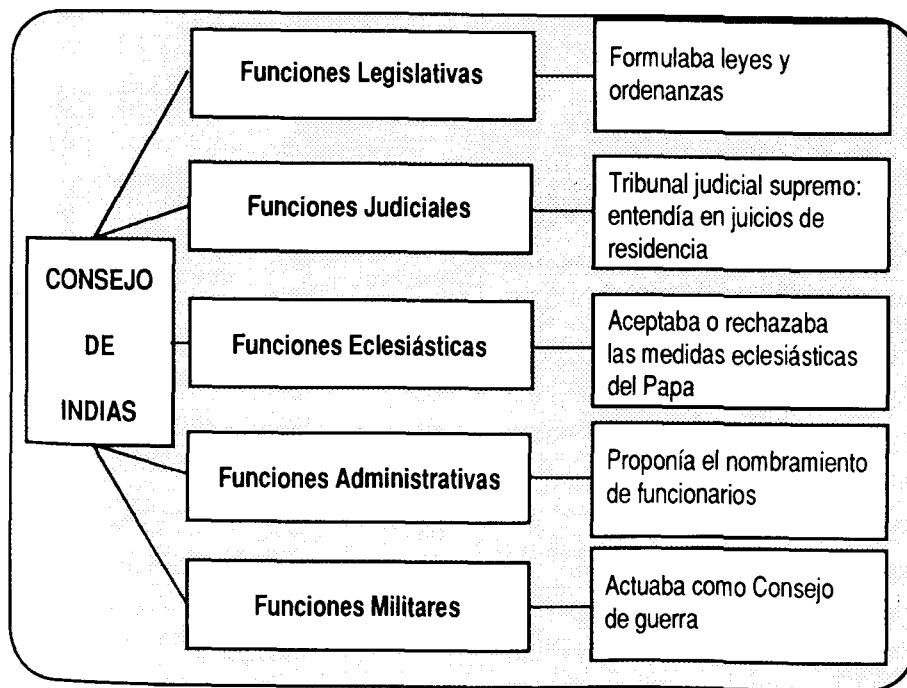 CONSEJO
DE
INDIAS
Funciones Legislativas
Formulaba leyes y
ordenanzas
Funciones Judiciales
Tribunal judicial supremo:
entendía en juicios de
residencia
Funciones Eclesiásticas
Aceptaba o rechazaba
las medidas eclesiásticas
del Papa
Funciones Administrativas
Proponía el nombramiento
de funcionarios
Funciones Militares
Actuaba como Consejo
de guerra